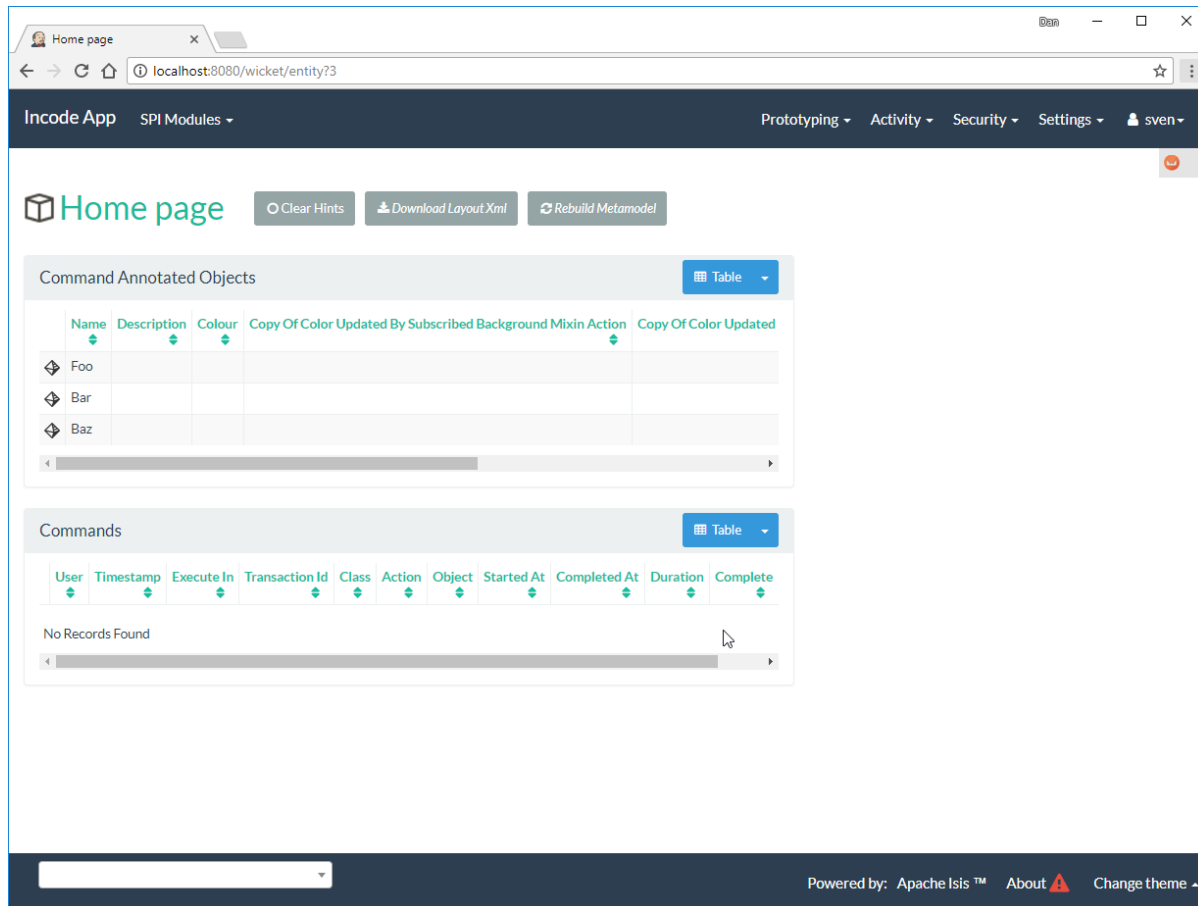 Dan
Home page
localhost:8080/wicket/entity?3
Incode App SPI Modules Prototyping Activity Security Settings sven
Home page Clear Hints Download Layout Xml Rebuild Metamodel
Command Annotated Objects Table
Name Description Colour Copy Of Color Updated By Subscribed Background Mixin Action Copy Of Color Updated
Foo
Bar
Baz
Commands Table
User Timestamp Execute In Transaction Id Class Action Object Started At Completed At Duration Complete
No Records Found
Powered by: Apache Isis ™ About Change theme